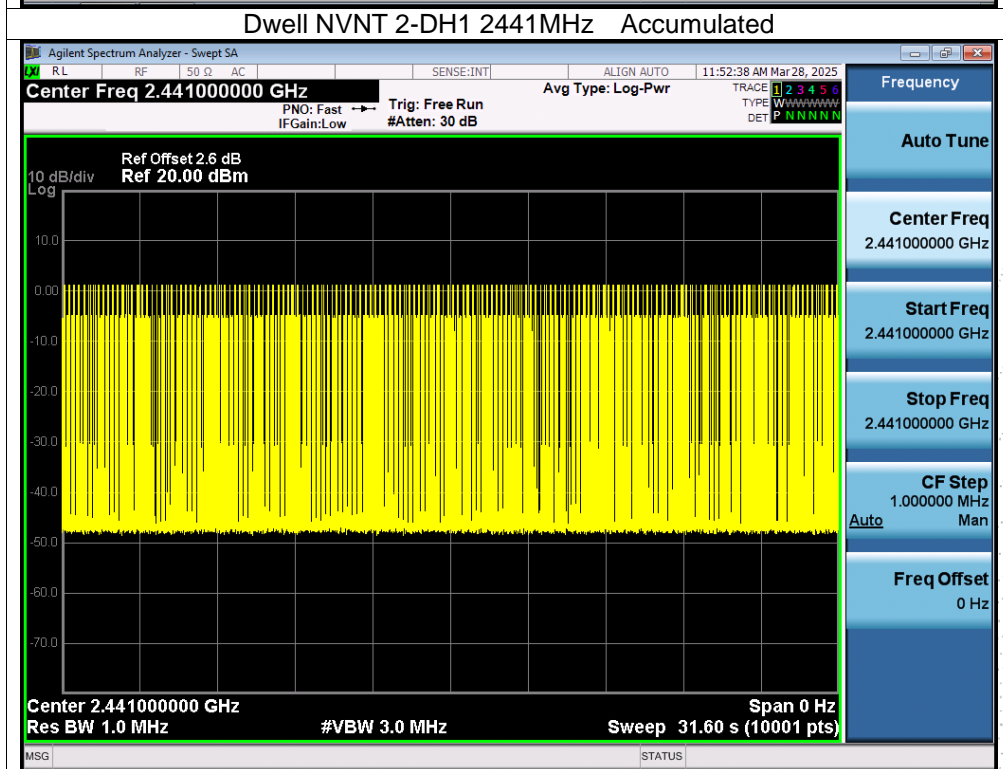 Dwell NVNT 2-DH1 2441MHz Accumulated
Agilent Spectrum Analyzer - Swept SA
LXI RL RF 50 Ω AC SENSE:INT ALIGN AUTO 11:52:38 AM Mar 28, 2025
Center Freq 2.441000000 GHz
PNO: Fast
IFGain:Low
Trig: Free Run
#Atten: 30 dB
Avg Type: Log-Pwr
TRACE 1 2 3 4 5 6
TYPE WWWWWWW
DET P N N N N N
Frequency
Ref Offset 2.6 dB
10 dB/div Ref 20.00 dBm
Log
10.0
0.00
-10.0
-20.0
-30.0
-40.0
-50.0
-60.0
-70.0
Auto Tune
Center Freq
2.441000000 GHz
Start Freq
2.441000000 GHz
Stop Freq
2.441000000 GHz
CF Step
1.000000 MHz
Auto Man
Freq Offset
0 Hz
Center 2.441000000 GHz Span 0 Hz
Res BW 1.0 MHz #VBW 3.0 MHz Sweep 31.60 s (10001 pts)
MSG STATUS